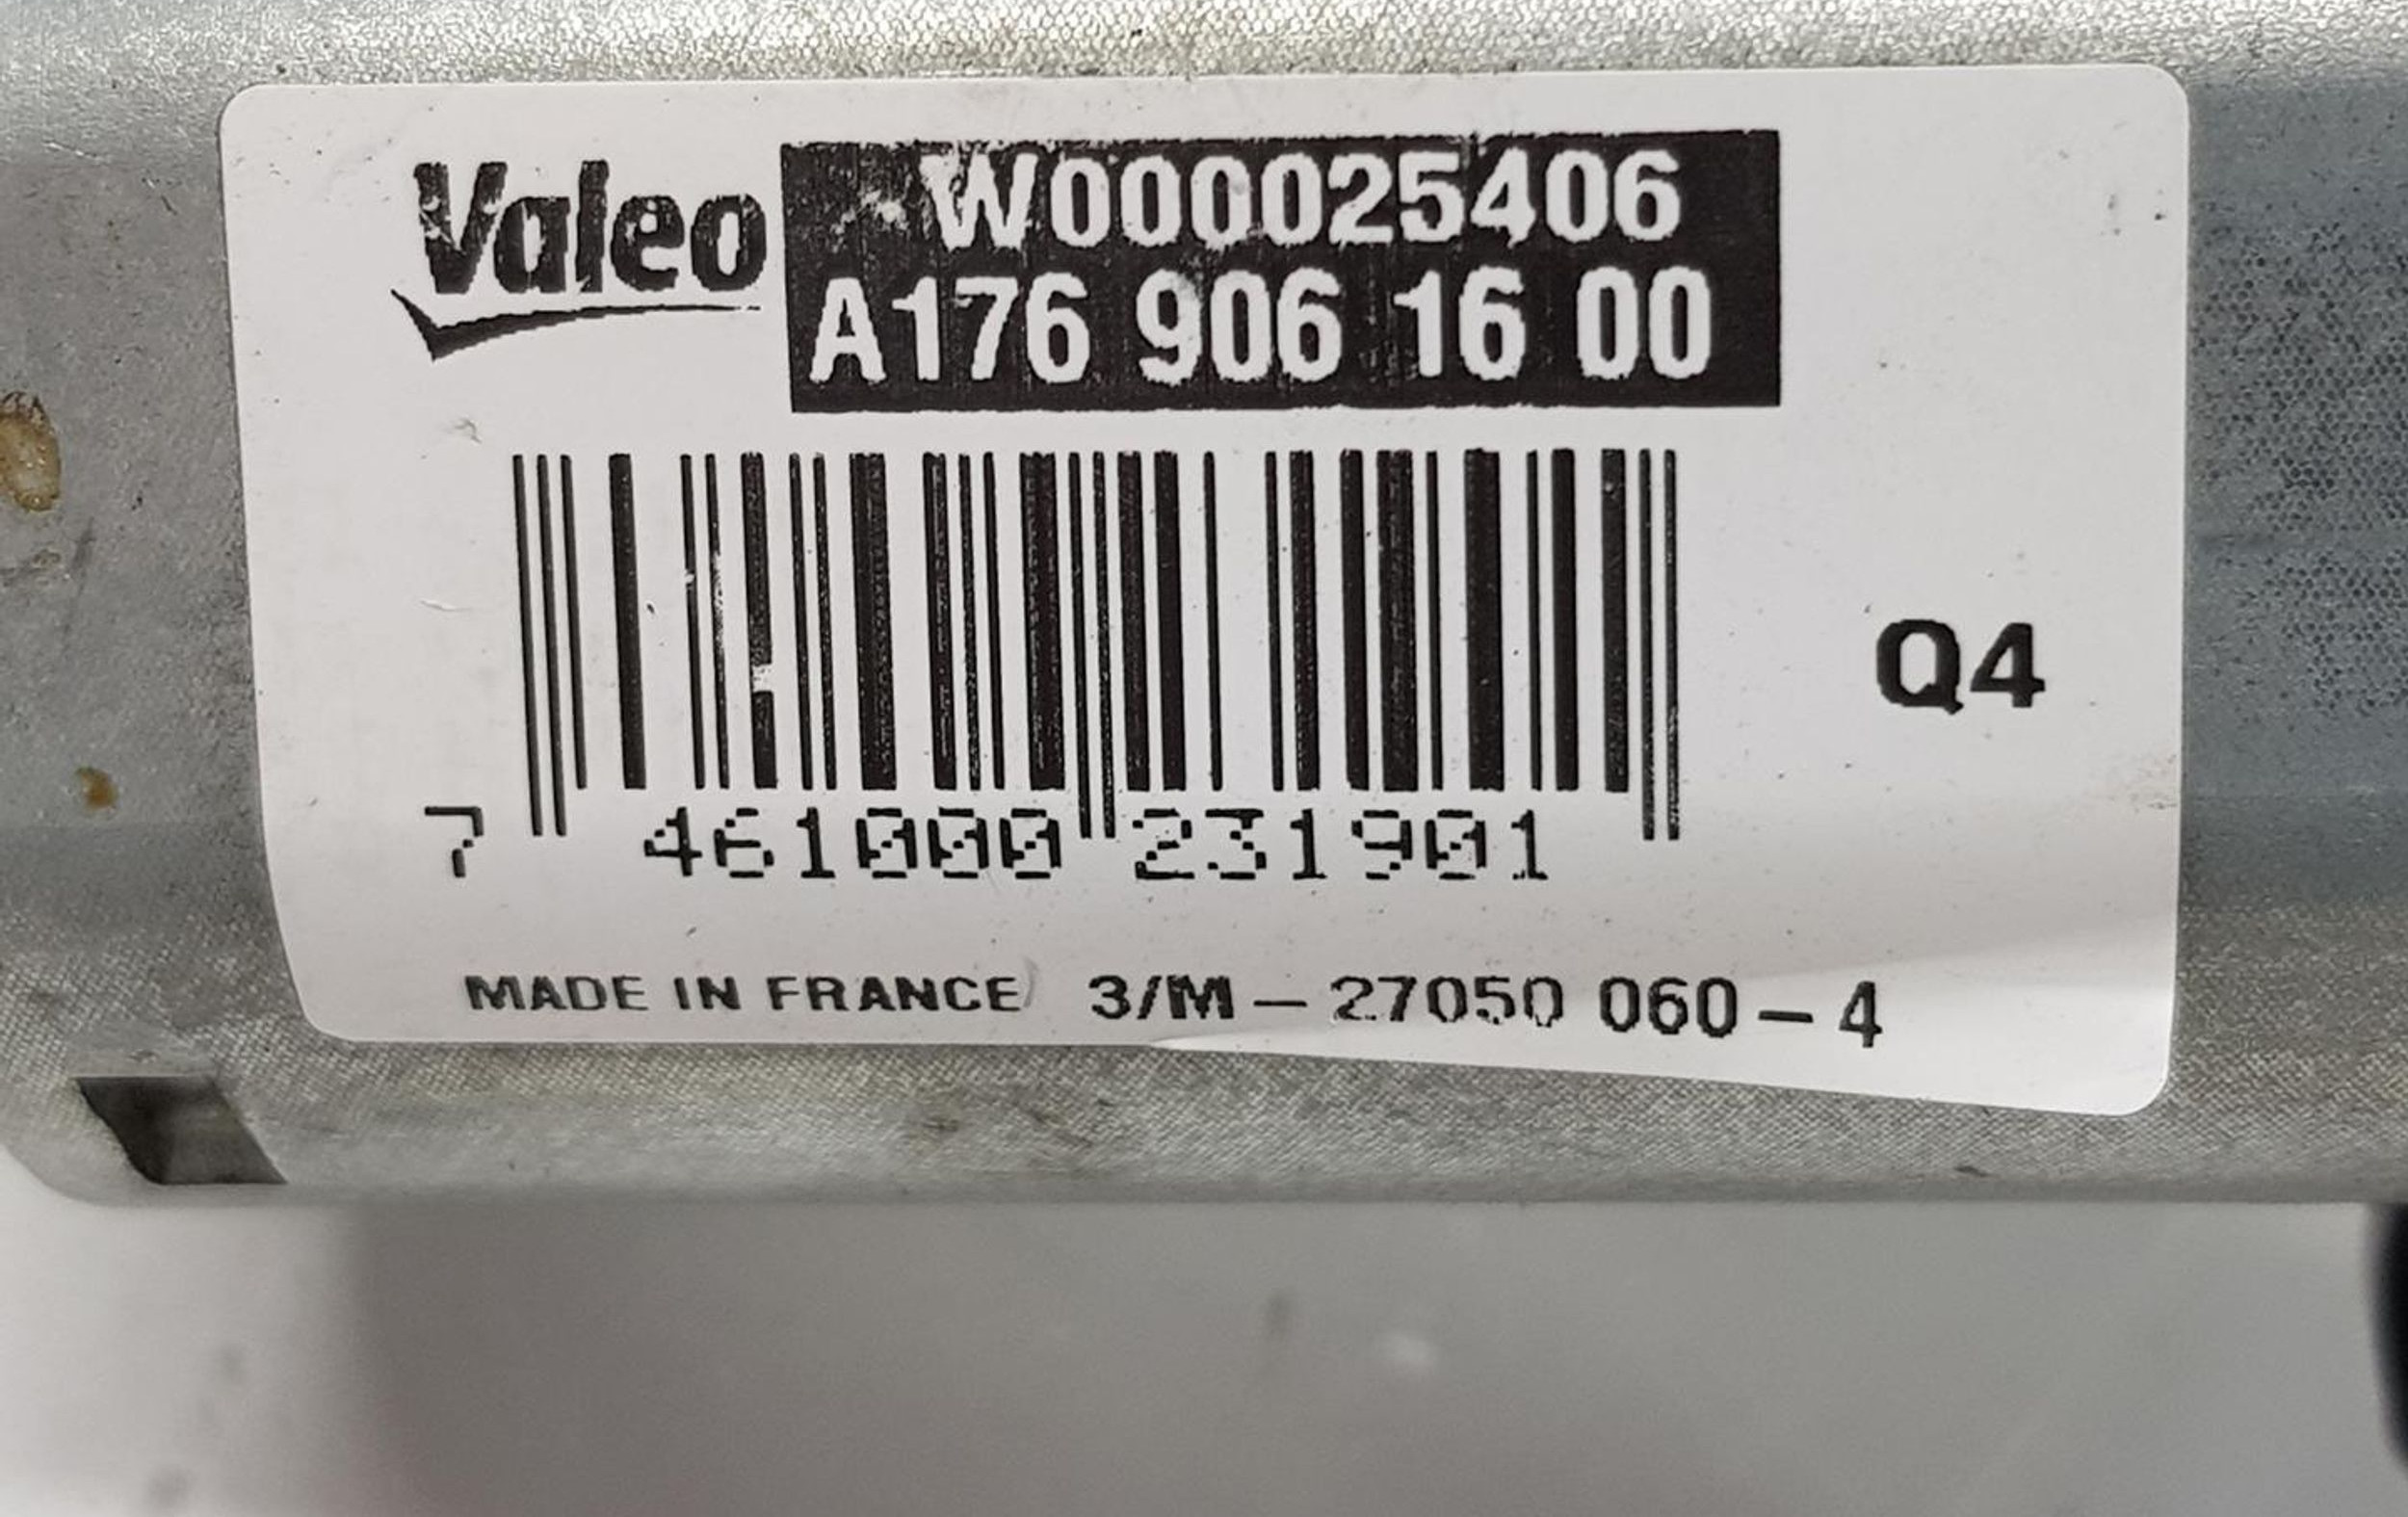 Valeo
W000025406
A176 906 16 00
Q4
7 461000 231901
MADE IN FRANCE 3/M – 27050 060 – 4